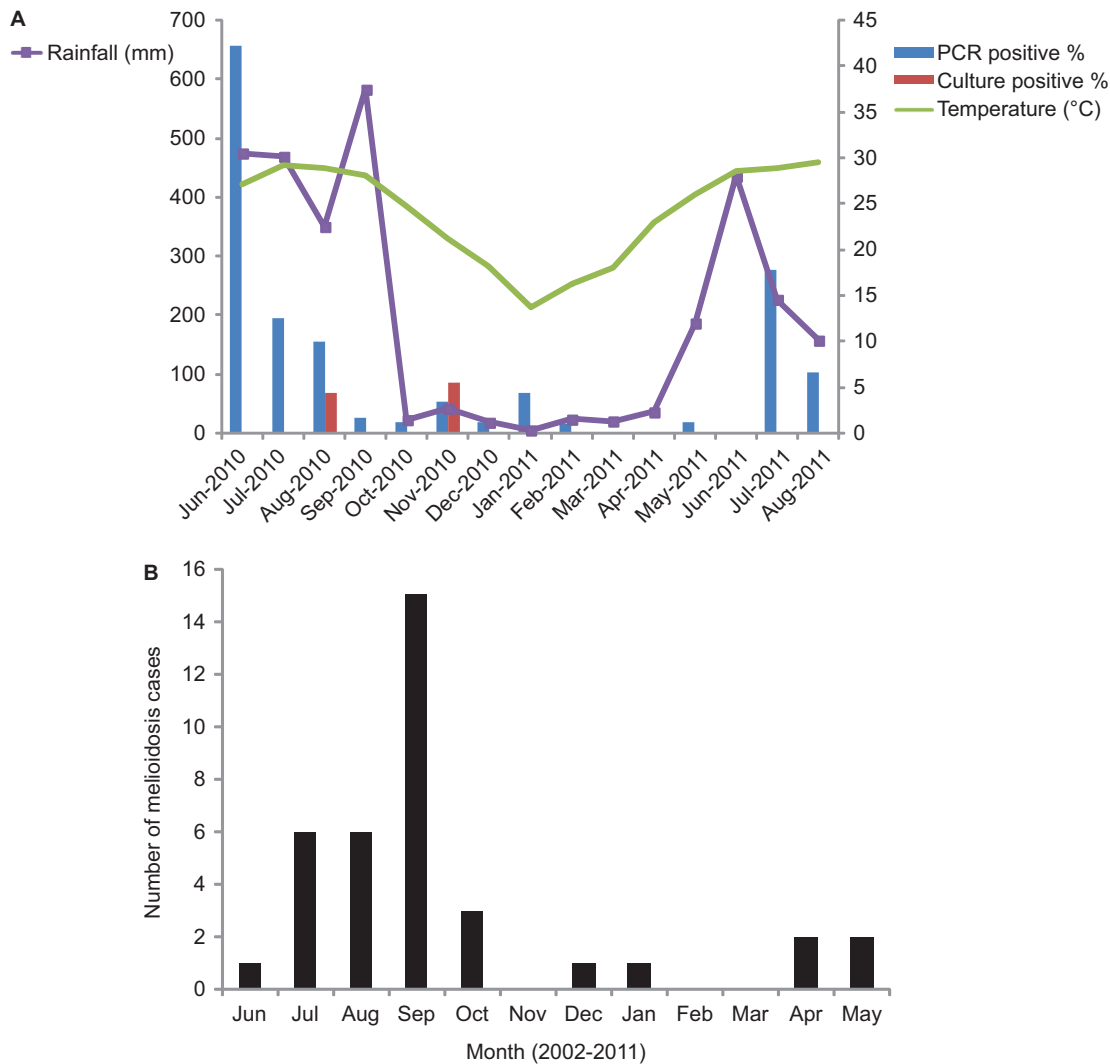 A
Rainfall (mm)
PCR positive %
Culture positive %
Temperature (°C)
700
600
500
400
300
200
100
0
45
40
35
30
25
20
15
10
5
0
Jun-2010
Jul-2010
Aug-2010
Sep-2010
Oct-2010
Nov-2010
Dec-2010
Jan-2011
Feb-2011
Mar-2011
Apr-2011
May-2011
Jun-2011
Jul-2011
Aug-2011
B
Number of melioidosis cases
16
14
12
10
8
6
4
2
0
Jun Jul Aug Sep Oct Nov Dec Jan Feb Mar Apr May
Month (2002-2011)